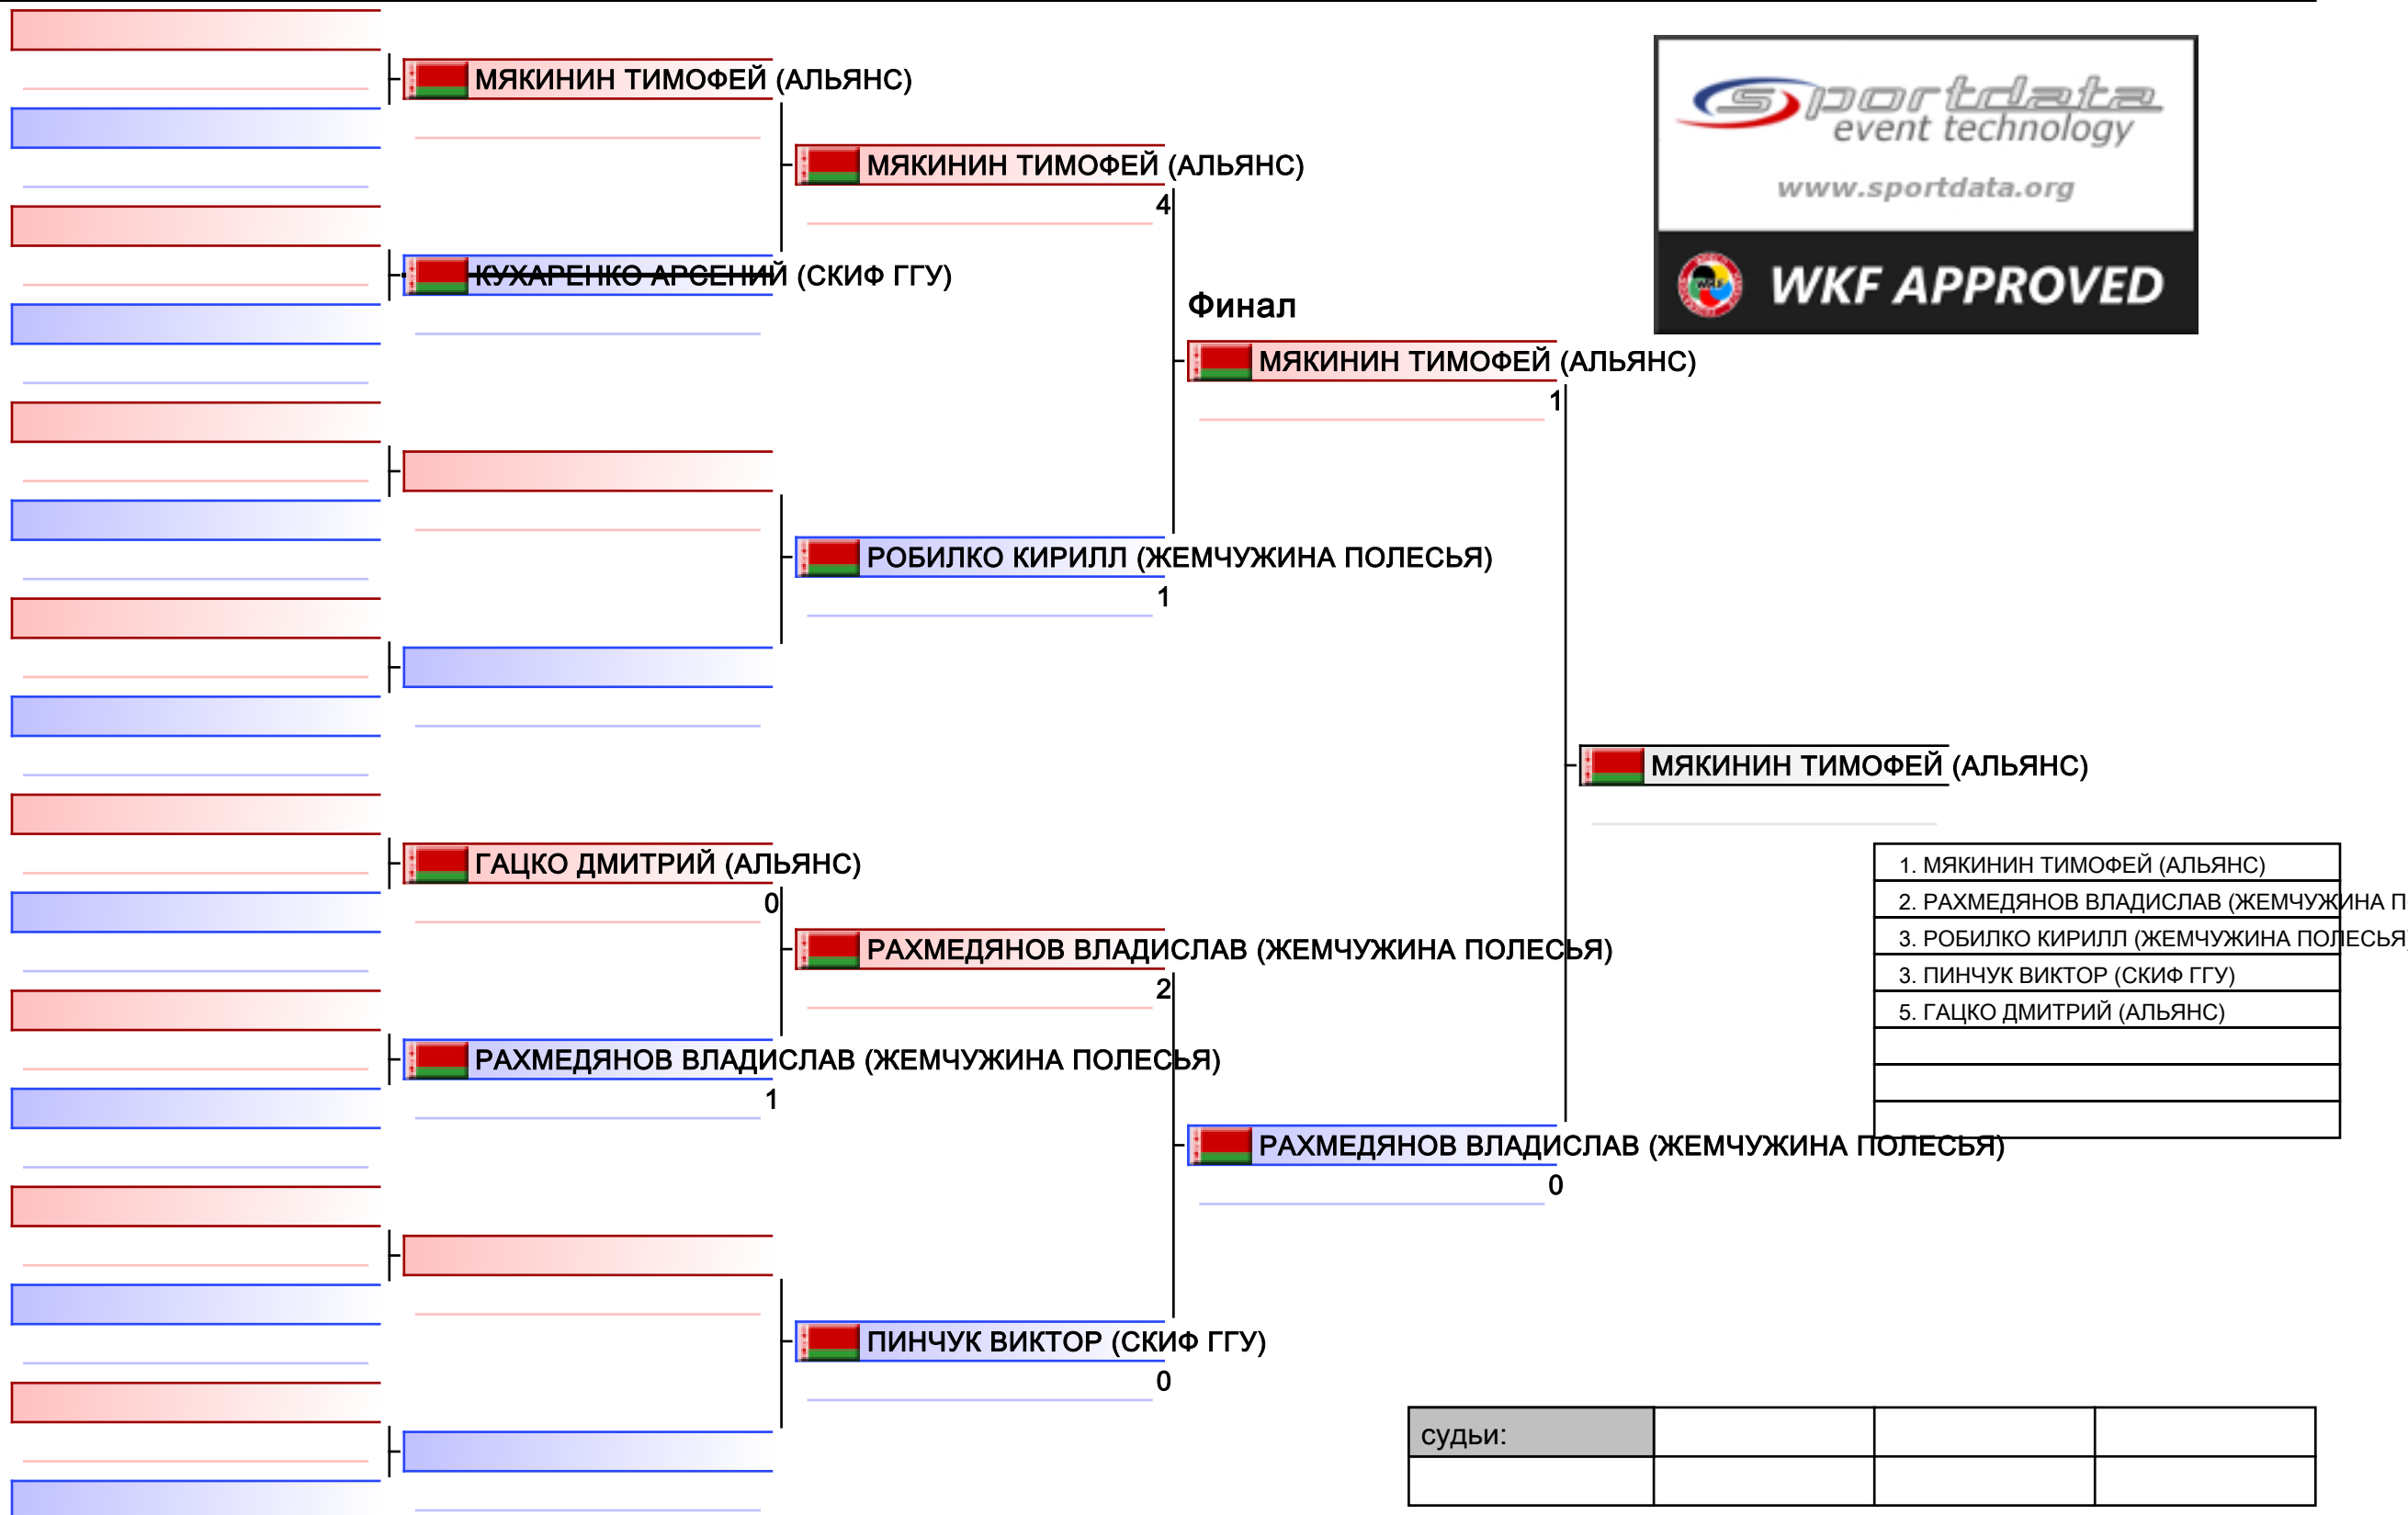 МЯКИНИН ТИМОФЕЙ (АЛЬЯНС)
КУХАРЕНКО АРСЕНИЙ (СКИФ ГГУ)
ГАЦКО ДМИТРИЙ (АЛЬЯНС)
0
РАХМЕДЯНОВ ВЛАДИСЛАВ (ЖЕМЧУЖИНА ПОЛЕСЬЯ)
1
МЯКИНИН ТИМОФЕЙ (АЛЬЯНС)
4
РОБИЛКО КИРИЛЛ (ЖЕМЧУЖИНА ПОЛЕСЬЯ)
1
РАХМЕДЯНОВ ВЛАДИСЛАВ (ЖЕМЧУЖИНА ПОЛЕСЬЯ)
2
ПИНЧУК ВИКТОР (СКИФ ГГУ)
0
Финал
МЯКИНИН ТИМОФЕЙ (АЛЬЯНС)
1
РАХМЕДЯНОВ ВЛАДИСЛАВ (ЖЕМЧУЖИНА ПОЛЕСЬЯ)
0
МЯКИНИН ТИМОФЕЙ (АЛЬЯНС)
sportdata
event technology
www.sportdata.org
WKF APPROVED
1. МЯКИНИН ТИМОФЕЙ (АЛЬЯНС)
2. РАХМЕДЯНОВ ВЛАДИСЛАВ (ЖЕМЧУЖИНА П
3. РОБИЛКО КИРИЛЛ (ЖЕМЧУЖИНА ПОЛЕСЬЯ)
3. ПИНЧУК ВИКТОР (СКИФ ГГУ)
5. ГАЦКО ДМИТРИЙ (АЛЬЯНС)
судьи: